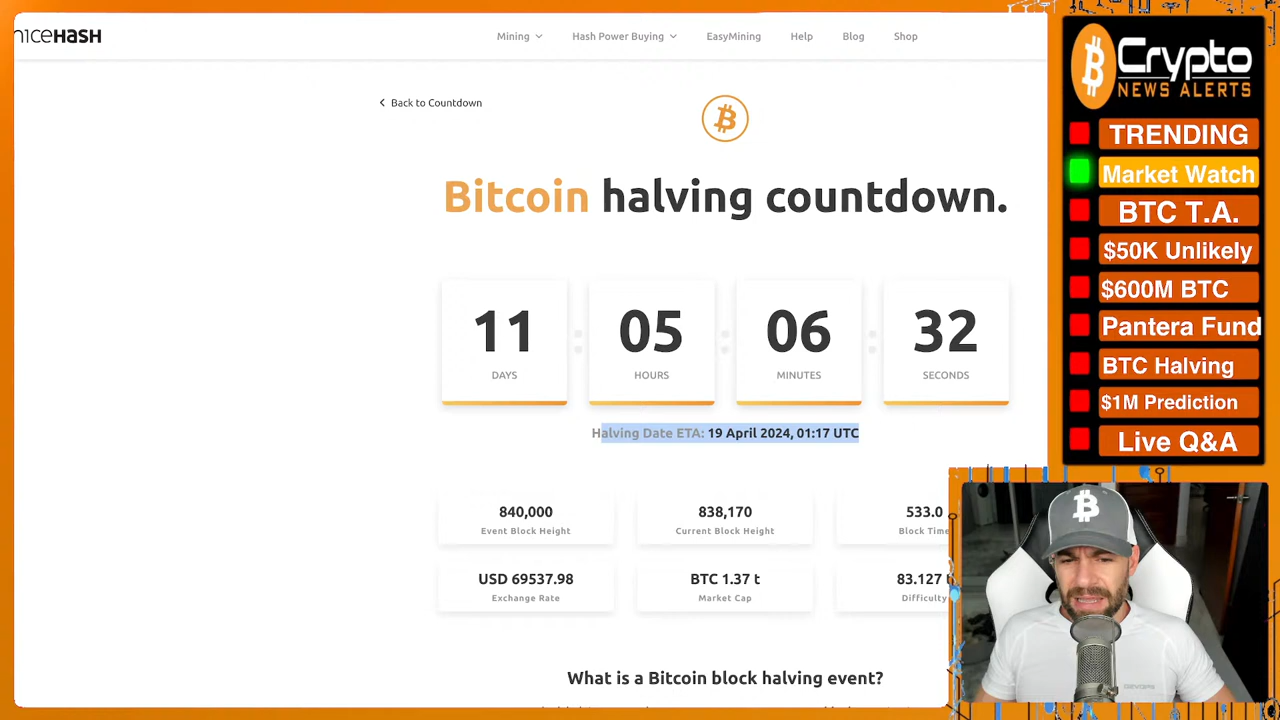 niceHASH
Mining
Hash Power Buying
EasyMining
Help
Blog
Shop
Back to Countdown
Bitcoin halving countdown.
11 : 05 : 06 : 32
DAYS HOURS MINUTES SECONDS
Halving Date ETA: 19 April 2024, 01:17 UTC
840,000
Event Block Height
838,170
Current Block Height
533.0
Block Time
USD 69537.98
Exchange Rate
BTC 1.37 t
Market Cap
83.127
Difficulty
What is a Bitcoin block halving event?
Crypto
NEWS ALERTS
TRENDING
Market Watch
BTC T.A.
$50K Unlikely
$600M BTC
Pantera Fund
BTC Halving
$1M Prediction
Live Q&A